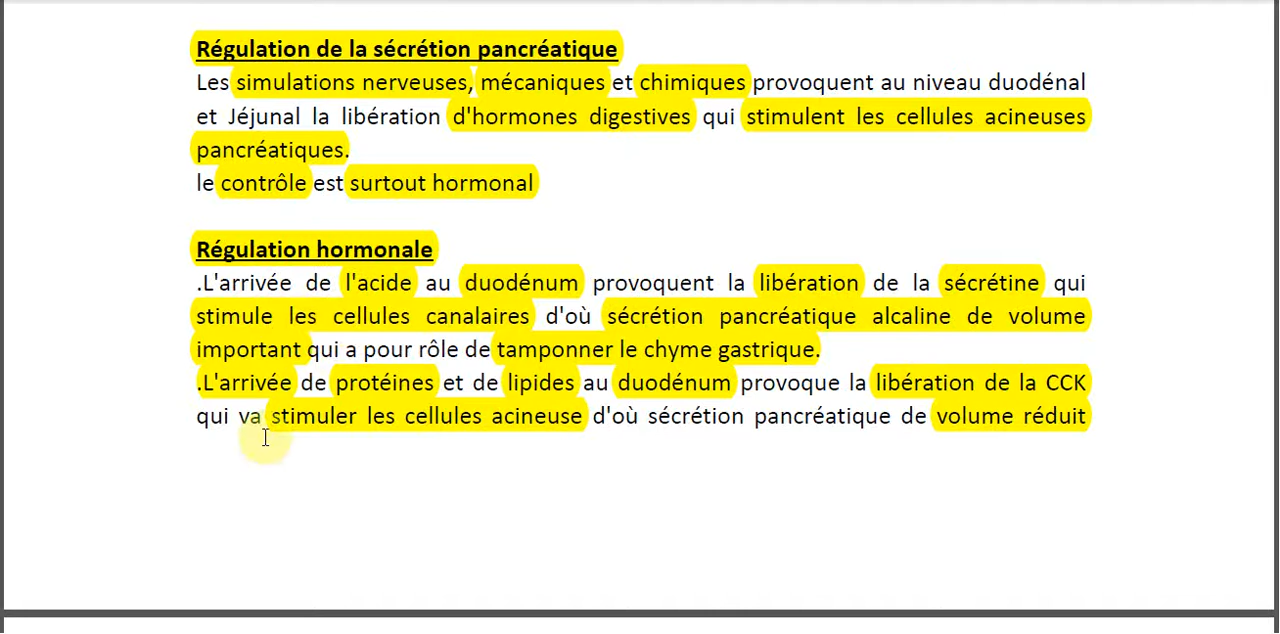 Régulation de la sécrétion pancréatique
Les simulations nerveuses, mécaniques et chimiques provoquent au niveau duodénal
et Jéjunal la libération d'hormones digestives qui stimulent les cellules acineuses
pancréatiques.
le contrôle est surtout hormonal
Régulation hormonale
.L'arrivée de l'acide au duodénum provoquent la libération de la sécrétine qui
stimule les cellules canalaires d'où sécrétion pancréatique alcaline de volume
important qui a pour rôle de tamponner le chyme gastrique.
.L'arrivée de protéines et de lipides au duodénum provoque la libération de la CCK
qui va stimuler les cellules acineuse d'où sécrétion pancréatique de volume réduit